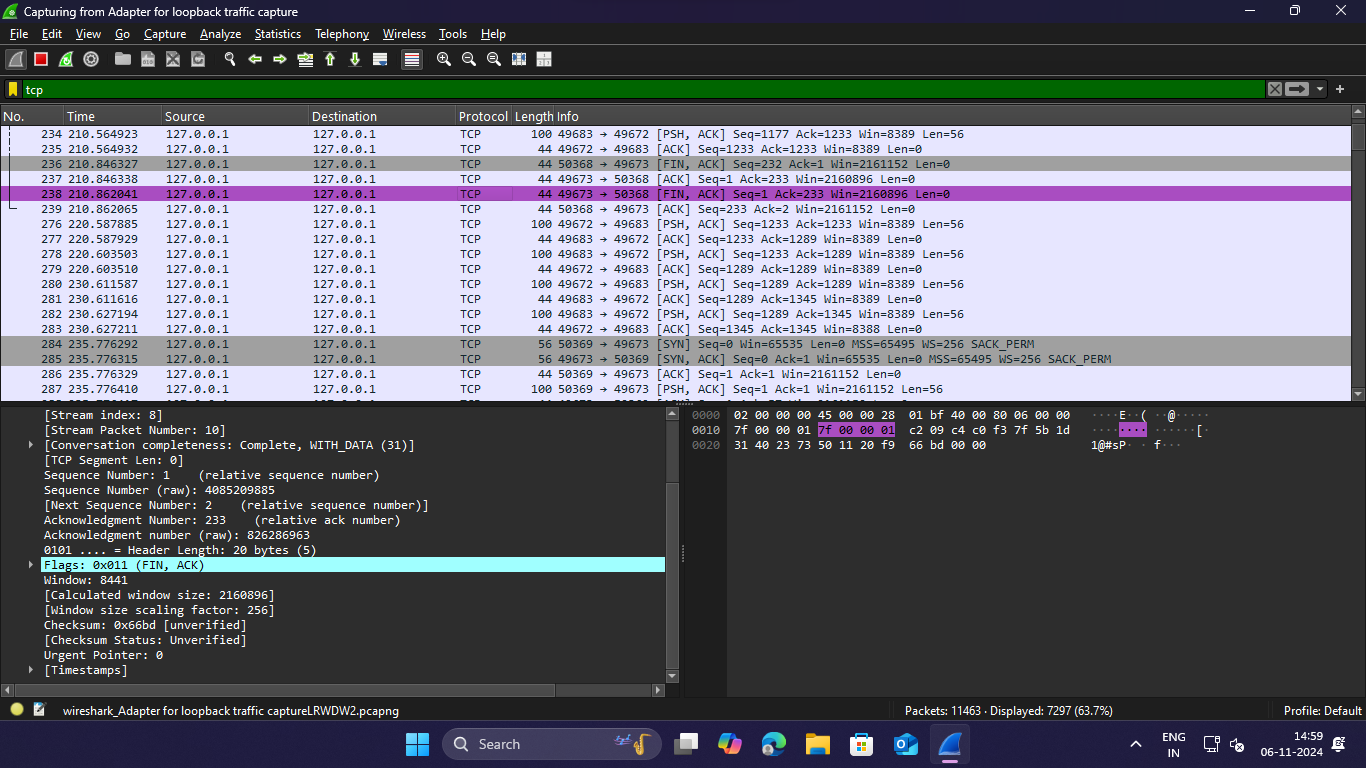 Capturing from Adapter for loopback traffic capture
File Edit View Go Capture Analyze Statistics Telephony Wireless Tools Help
tcp
No. Time Source Destination Protocol Length Info
234 210.564923 127.0.0.1 127.0.0.1 TCP 100 49683 → 49672 [PSH, ACK] Seq=1177 Ack=1233 Win=8389 Len=56
235 210.564932 127.0.0.1 127.0.0.1 TCP 44 49672 → 49683 [ACK] Seq=1233 Ack=1233 Win=8389 Len=0
236 210.846327 127.0.0.1 127.0.0.1 TCP 44 50368 → 49673 [FIN, ACK] Seq=232 Ack=1 Win=2161152 Len=0
237 210.846338 127.0.0.1 127.0.0.1 TCP 44 49673 → 50368 [ACK] Seq=1 Ack=233 Win=2160896 Len=0
238 210.862041 127.0.0.1 127.0.0.1 TCP 44 49673 → 50368 [FIN, ACK] Seq=1 Ack=233 Win=2160896 Len=0
239 210.862065 127.0.0.1 127.0.0.1 TCP 44 50368 → 49673 [ACK] Seq=233 Ack=2 Win=2161152 Len=0
276 220.587885 127.0.0.1 127.0.0.1 TCP 100 49672 → 49683 [PSH, ACK] Seq=1233 Ack=1233 Win=8389 Len=56
277 220.587929 127.0.0.1 127.0.0.1 TCP 44 49683 → 49672 [ACK] Seq=1233 Ack=1289 Win=8389 Len=0
278 220.603503 127.0.0.1 127.0.0.1 TCP 100 49683 → 49672 [PSH, ACK] Seq=1233 Ack=1289 Win=8389 Len=56
279 220.603510 127.0.0.1 127.0.0.1 TCP 44 49672 → 49683 [ACK] Seq=1289 Ack=1289 Win=8389 Len=0
280 230.611587 127.0.0.1 127.0.0.1 TCP 100 49672 → 49683 [PSH, ACK] Seq=1289 Ack=1289 Win=8389 Len=56
281 230.611616 127.0.0.1 127.0.0.1 TCP 44 49683 → 49672 [ACK] Seq=1289 Ack=1345 Win=8389 Len=0
282 230.627194 127.0.0.1 127.0.0.1 TCP 100 49683 → 49672 [PSH, ACK] Seq=1289 Ack=1345 Win=8389 Len=56
283 230.627211 127.0.0.1 127.0.0.1 TCP 44 49672 → 49683 [ACK] Seq=1345 Ack=1345 Win=8388 Len=0
284 235.776292 127.0.0.1 127.0.0.1 TCP 56 50369 → 49673 [SYN] Seq=0 Win=65535 Len=0 MSS=65495 WS=256 SACK_PERM
285 235.776315 127.0.0.1 127.0.0.1 TCP 56 49673 → 50369 [SYN, ACK] Seq=0 Ack=1 Win=65535 Len=0 MSS=65495 WS=256 SACK_PERM
286 235.776329 127.0.0.1 127.0.0.1 TCP 44 50369 → 49673 [ACK] Seq=1 Ack=1 Win=2161152 Len=0
287 235.776410 127.0.0.1 127.0.0.1 TCP 100 50369 → 49673 [PSH, ACK] Seq=1 Ack=1 Win=2161152 Len=56
[Stream index: 8]
[Stream Packet Number: 10]
[Conversation completeness: Complete, WITH_DATA (31)]
[TCP Segment Len: 0]
Sequence Number: 1 (relative sequence number)
Sequence Number (raw): 4085209885
[Next Sequence Number: 2 (relative sequence number)]
Acknowledgment Number: 233 (relative ack number)
Acknowledgment number (raw): 826286963
0101 .... = Header Length: 20 bytes (5)
Flags: 0x011 (FIN, ACK)
Window: 8441
[Calculated window size: 2160896]
[Window size scaling factor: 256]
Checksum: 0x66bd [unverified]
[Checksum Status: Unverified]
Urgent Pointer: 0
[Timestamps]
0000 02 00 00 00 45 00 00 28 01 bf 40 00 80 06 00 00 ····E··( ··@·····
0010 7f 00 00 01 7f 00 00 01 c2 09 c4 c0 f3 7f 5b 1d ········ ······[·
0020 31 40 23 73 50 11 20 f9 66 bd 00 00 1@#sP· · f···
wireshark_Adapter for loopback traffic captureLRWDW2.pcapng
Packets: 11463 · Displayed: 7297 (63.7%)
Profile: Default
Search
ENG
IN
14:59
06-11-2024